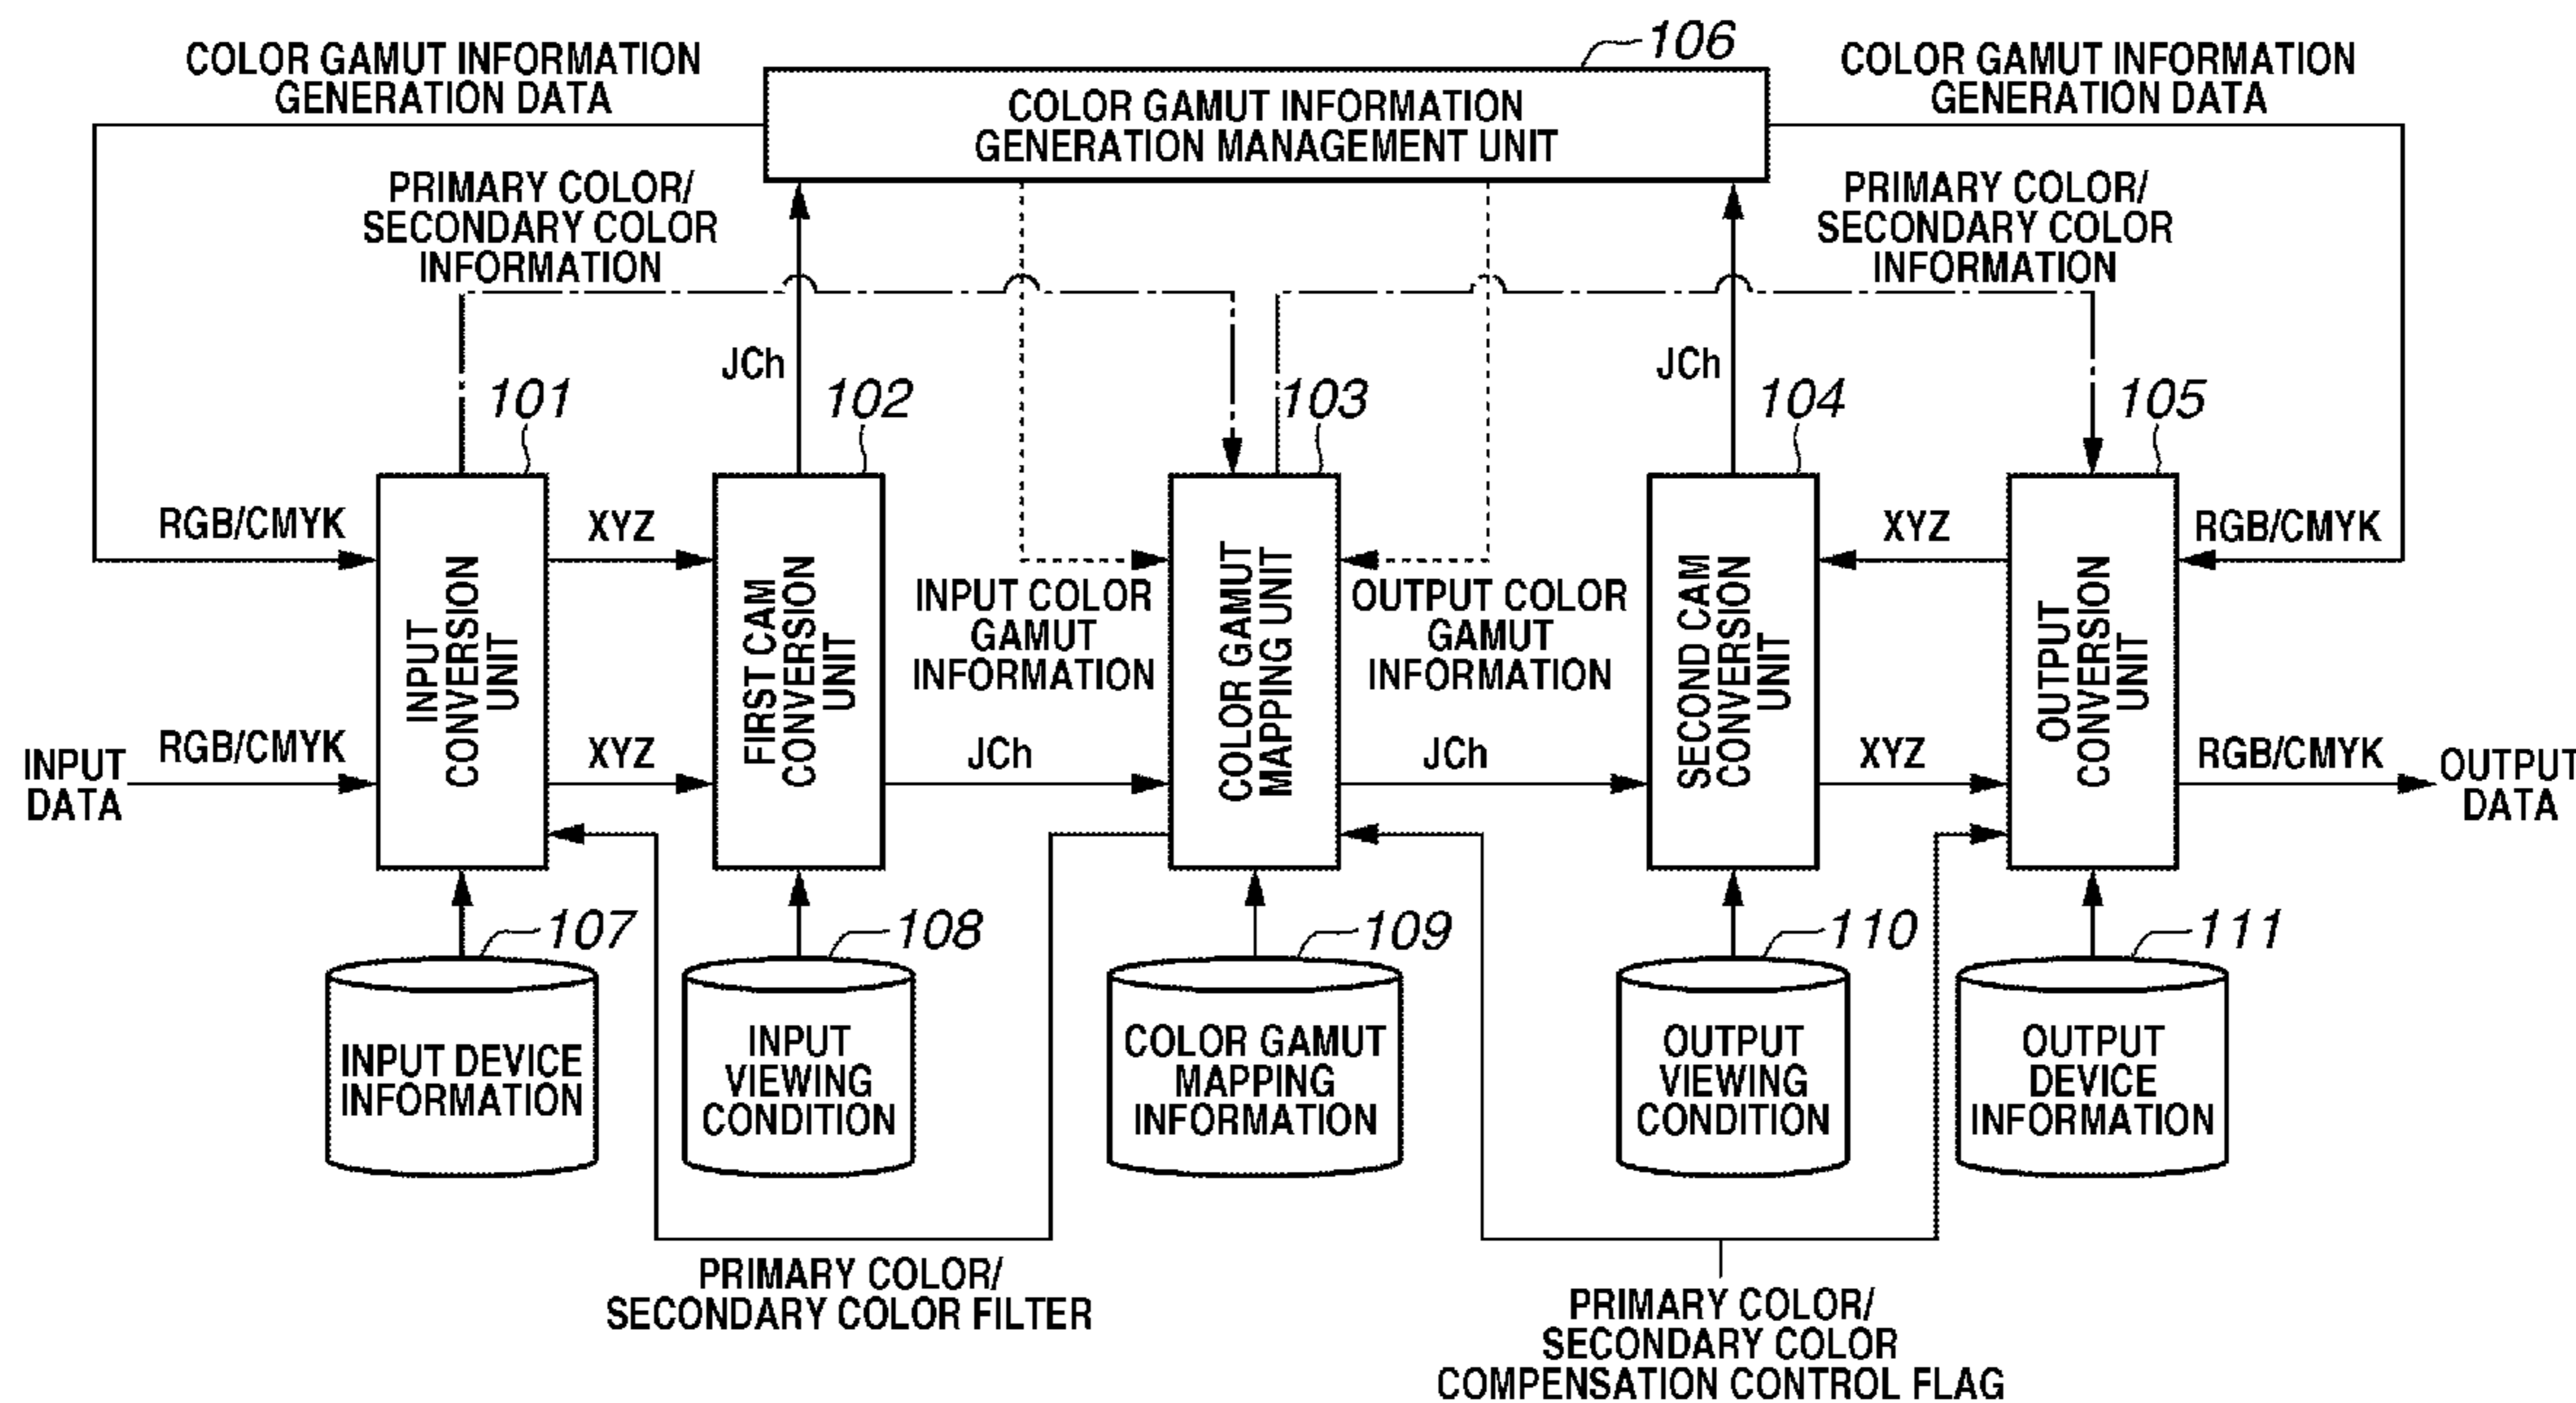 106
COLOR GAMUT INFORMATION
GENERATION DATA
COLOR GAMUT INFORMATION
GENERATION MANAGEMENT UNIT
COLOR GAMUT INFORMATION
GENERATION DATA
PRIMARY COLOR/
SECONDARY COLOR
INFORMATION
PRIMARY COLOR/
SECONDARY COLOR
INFORMATION
JCh
JCh
101
102
103
104
105
RGB/CMYK
XYZ
XYZ
RGB/CMYK
INPUT
CONVERSION
UNIT
FIRST CAM
CONVERSION
UNIT
INPUT COLOR
GAMUT
INFORMATION
COLOR GAMUT
MAPPING UNIT
OUTPUT COLOR
GAMUT
INFORMATION
SECOND CAM
CONVERSION
UNIT
OUTPUT
CONVERSION
UNIT
INPUT
DATA
RGB/CMYK
XYZ
JCh
JCh
XYZ
RGB/CMYK
OUTPUT
DATA
107
108
109
110
111
INPUT DEVICE
INFORMATION
INPUT
VIEWING
CONDITION
COLOR GAMUT
MAPPING
INFORMATION
OUTPUT
VIEWING
CONDITION
OUTPUT
DEVICE
INFORMATION
PRIMARY COLOR/
SECONDARY COLOR FILTER
PRIMARY COLOR/
SECONDARY COLOR
COMPENSATION CONTROL FLAG